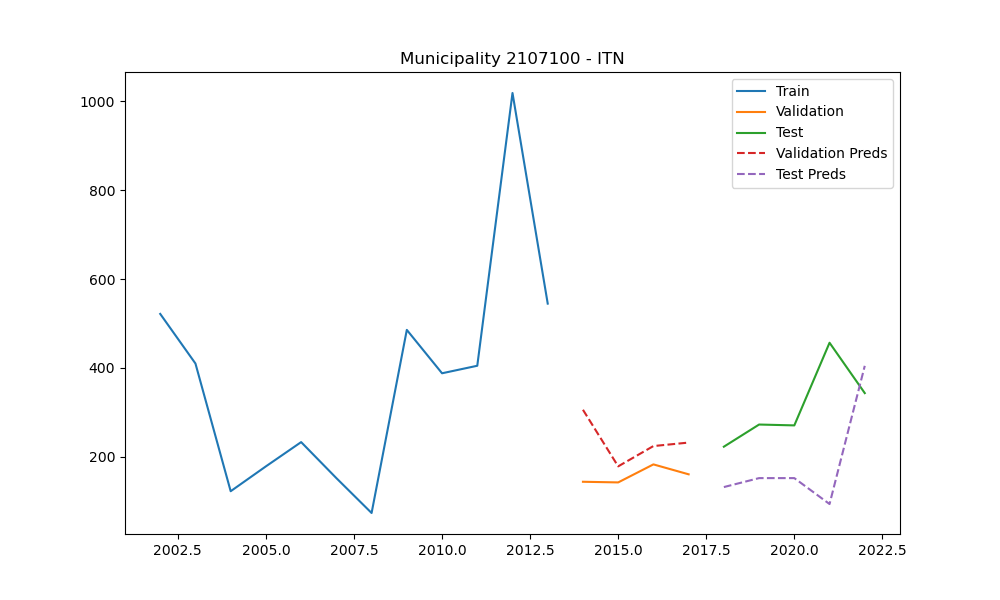 Municipality 2107100 - ITN
1000
800
600
400
200
Train
Validation
Test
Validation Preds
Test Preds
2002.5 2005.0 2007.5 2010.0 2012.5 2015.0 2017.5 2020.0 2022.5